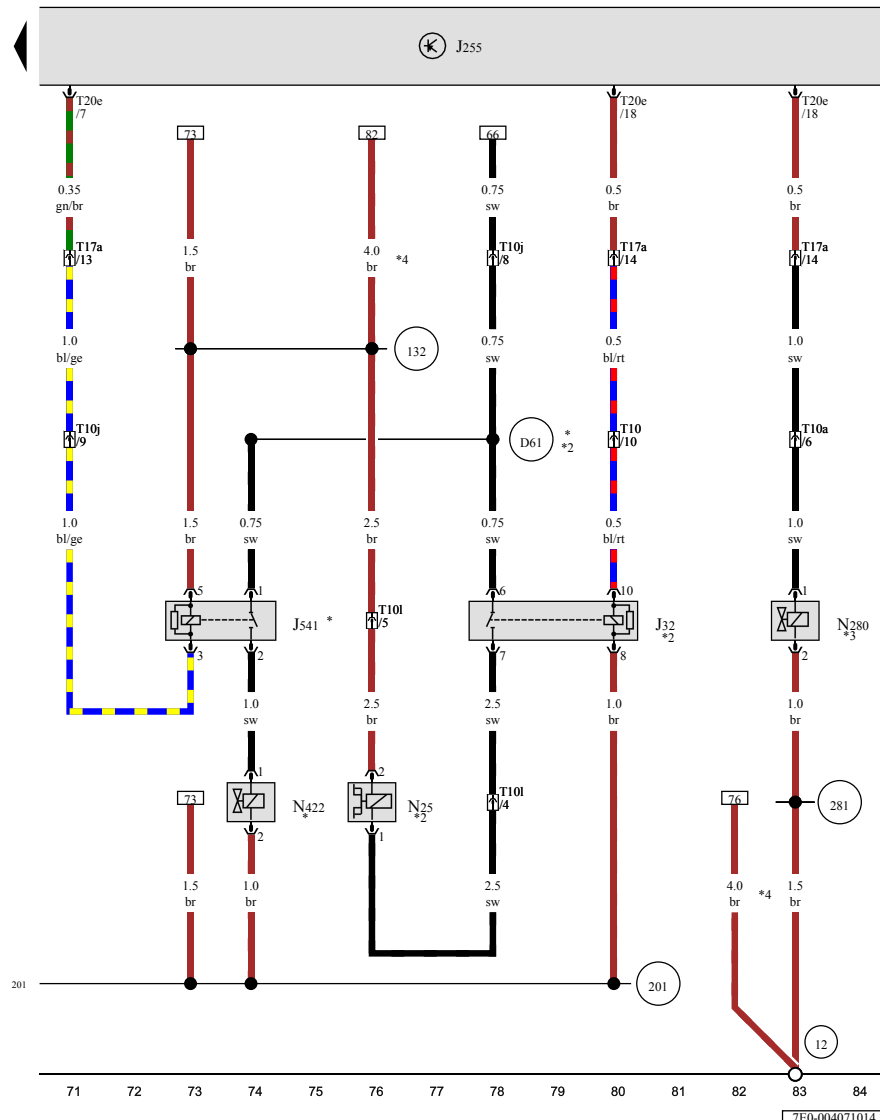 J255
T20e
/7
T20e
/18
T20e
/18
73
82
66
0.35
gn/br
0.75
sw
0.5
br
0.5
br
T17a
/13
1.5
br
4.0
br
*4
T10j
/8
T17a
/14
T17a
/14
1.0
bl/ge
132
0.75
sw
0.5
bl/rt
1.0
sw
T10j
/9
D61
*
*2
T10
/10
T10a
/6
1.0
bl/ge
1.5
br
0.75
sw
2.5
br
0.75
sw
0.5
bl/rt
1.0
sw
5
1
6
10
1
J541 *
T10l
/5
J32
*2
N280
*3
3
2
7
8
2
1.0
sw
2.5
br
2.5
sw
1.0
br
1.0
br
1
2
73
N422
*
N25
*2
T10l
/4
76
281
2
1
1.5
br
1.0
br
2.5
sw
4.0
br
*4
1.5
br
201
201
12
71 72 73 74 75 76 77 78 79 80 81 82 83 84
7E0-004071014